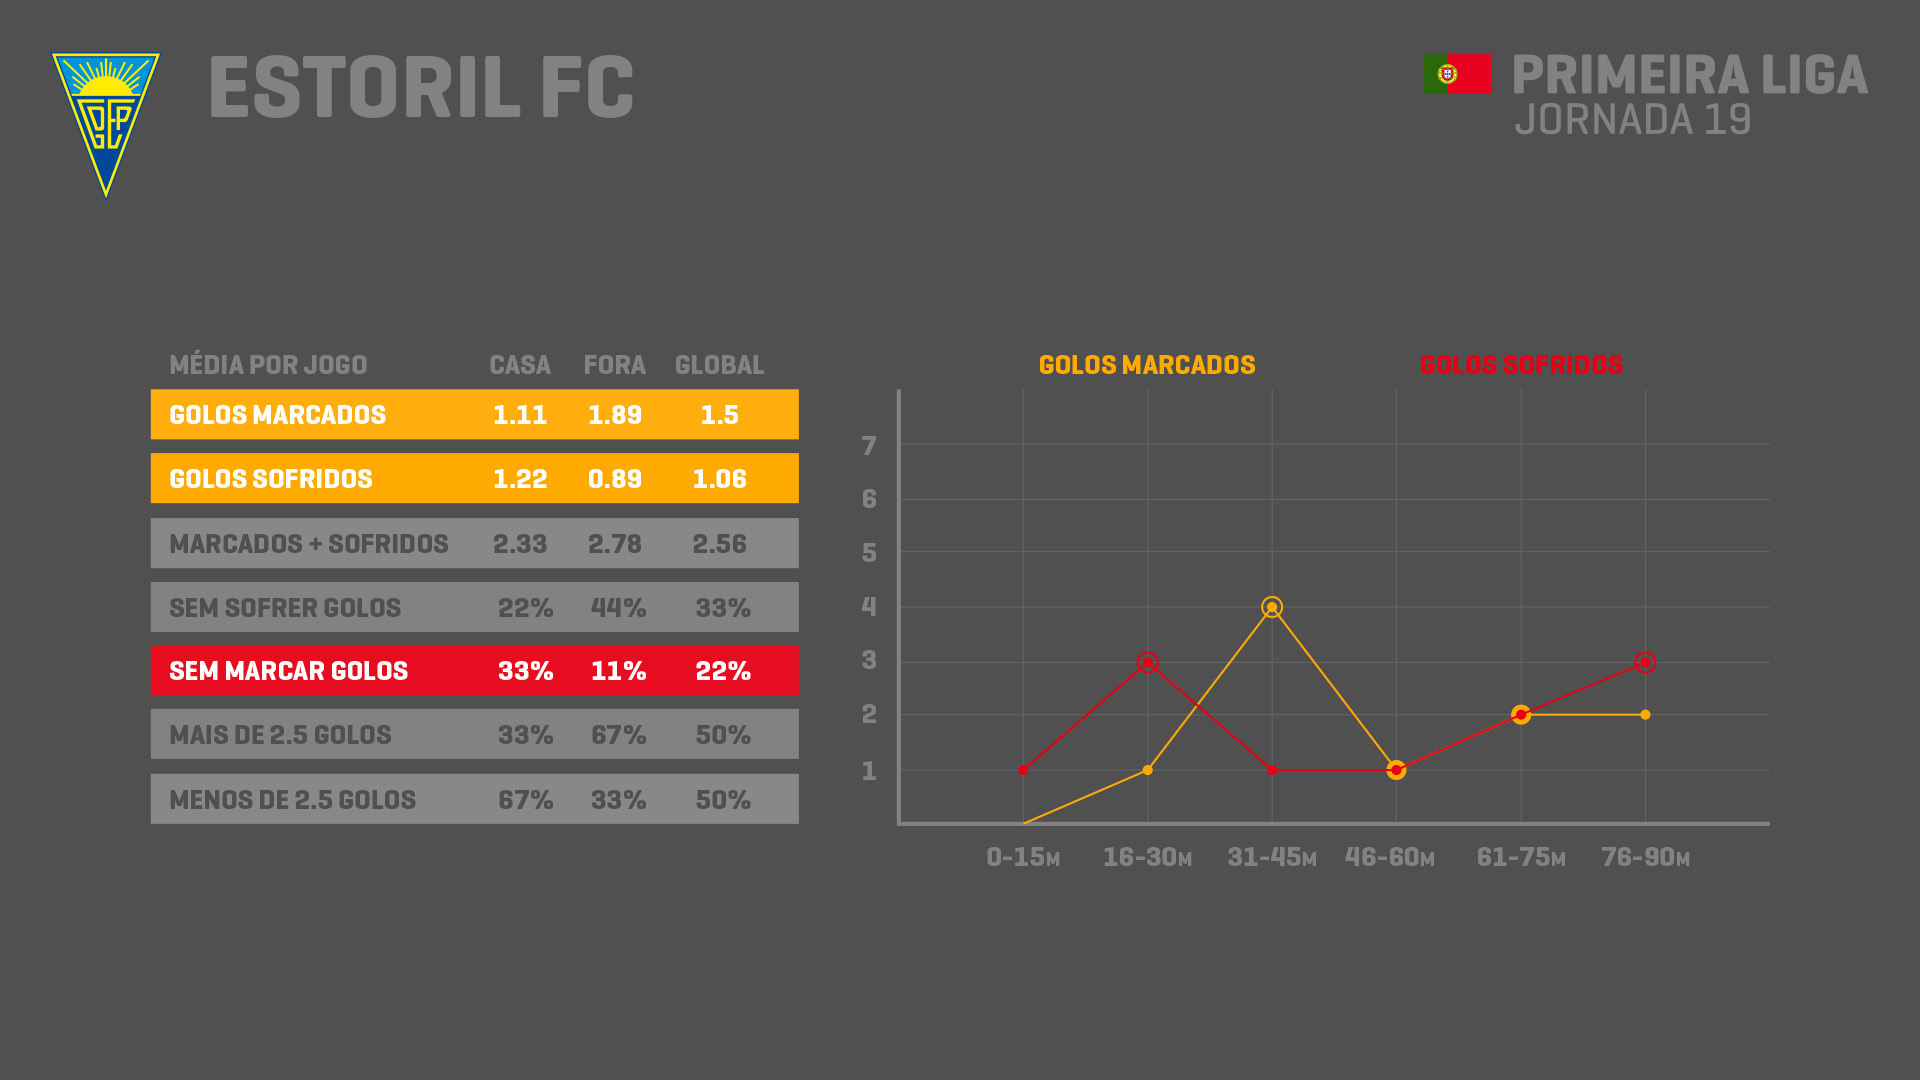 ESTORIL FC
PRIMEIRA LIGA
JORNADA 19
MÉDIA POR JOGO CASA FORA GLOBAL
GOLOS MARCADOS 1.11 1.89 1.5
GOLOS SOFRIDOS 1.22 0.89 1.06
MARCADOS + SOFRIDOS 2.33 2.78 2.56
SEM SOFRER GOLOS 22% 44% 33%
SEM MARCAR GOLOS 33% 11% 22%
MAIS DE 2.5 GOLOS 33% 67% 50%
MENOS DE 2.5 GOLOS 67% 33% 50%
GOLOS MARCADOS GOLOS SOFRIDOS
7
6
5
4
3
2
1
0-15M 16-30M 31-45M 46-60M 61-75M 76-90M